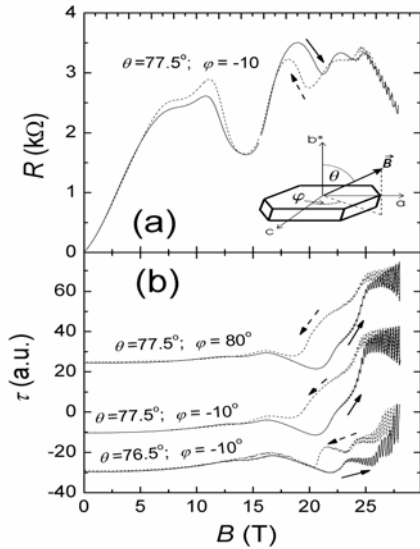 4
3
2
1
0
R (kΩ)
θ=77.5°; φ= -10
(a)
b*
θ
B
φ
a
c
60
40
20
0
-20
-40
τ (a.u.)
(b)
θ=77.5°; φ= 80°
θ=77.5°; φ= -10°
θ=76.5°; φ= -10°
0 5 10 15 20 25
B (T)